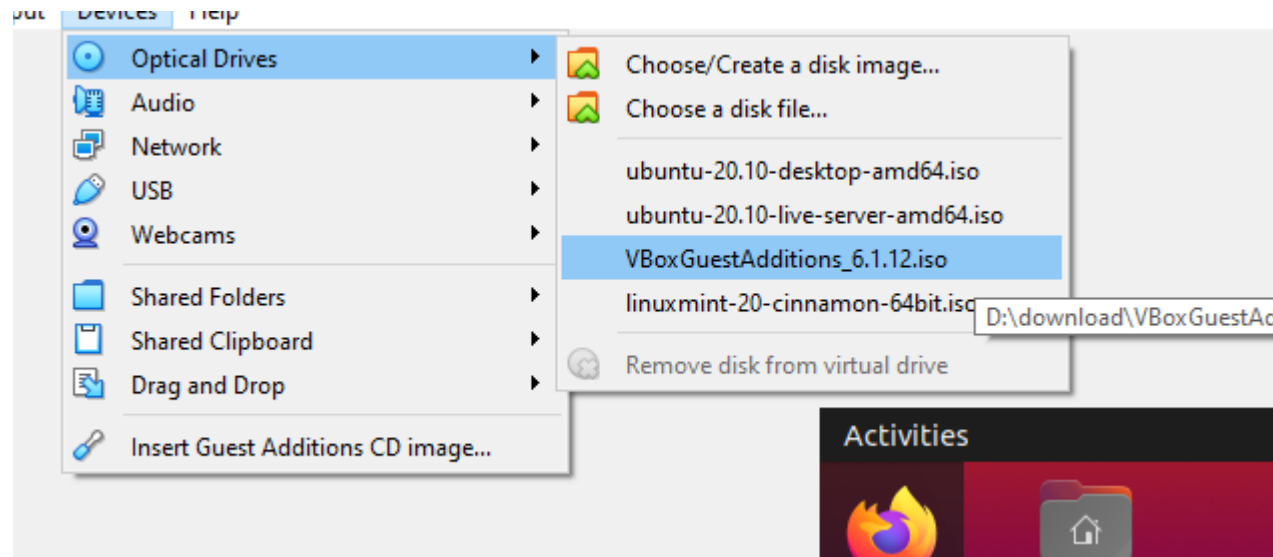 Devices Help
Optical Drives
Audio
Network
USB
Webcams
Shared Folders
Shared Clipboard
Drag and Drop
Insert Guest Additions CD image...
Choose/Create a disk image...
Choose a disk file...
ubuntu-20.10-desktop-amd64.iso
ubuntu-20.10-live-server-amd64.iso
VBoxGuestAdditions_6.1.12.iso
linuxmint-20-cinnamon-64bit.iso
D:\download\VBoxGuestAd
Remove disk from virtual drive
Activities